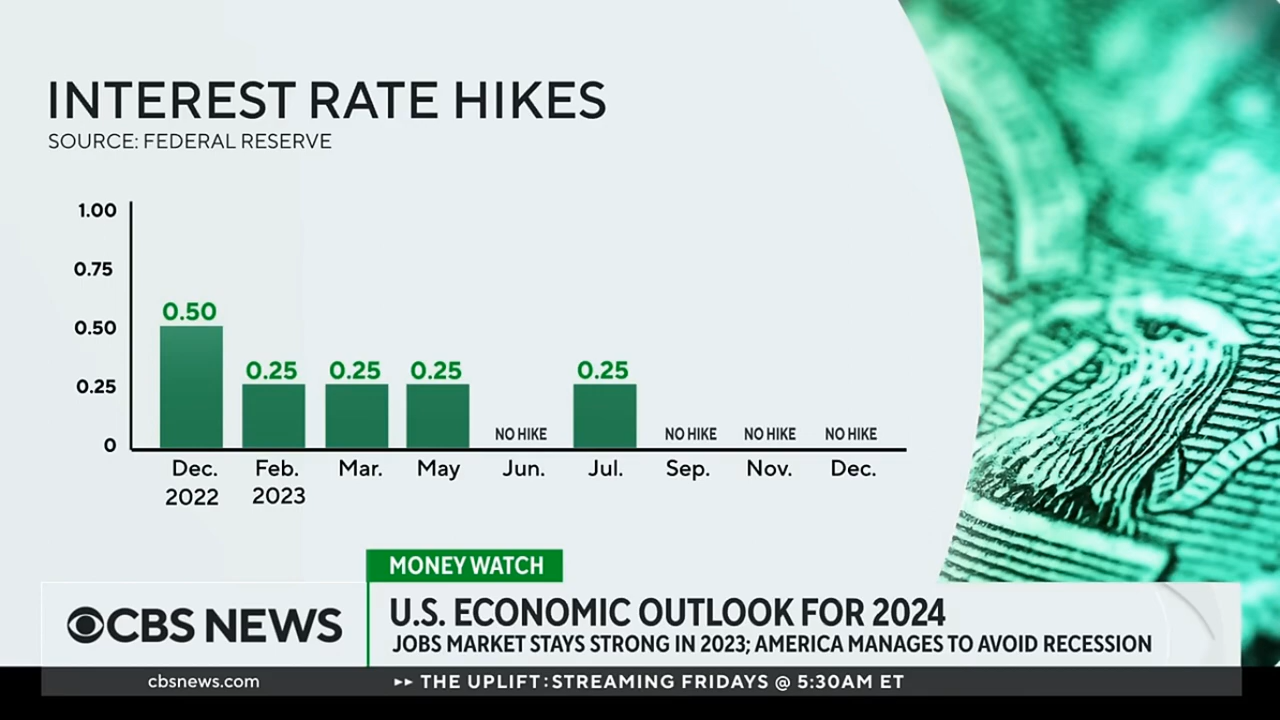 INTEREST RATE HIKES
SOURCE: FEDERAL RESERVE
1.00
0.75
0.50
0.25
0
0.50
0.25
0.25
0.25
NO HIKE
0.25
NO HIKE
NO HIKE
NO HIKE
Dec.
2022
Feb.
2023
Mar.
May
Jun.
Jul.
Sep.
Nov.
Dec.
MONEY WATCH
CBS NEWS
U.S. ECONOMIC OUTLOOK FOR 2024
JOBS MARKET STAYS STRONG IN 2023; AMERICA MANAGES TO AVOID RECESSION
cbsnews.com
THE UPLIFT: STREAMING FRIDAYS @ 5:30AM ET